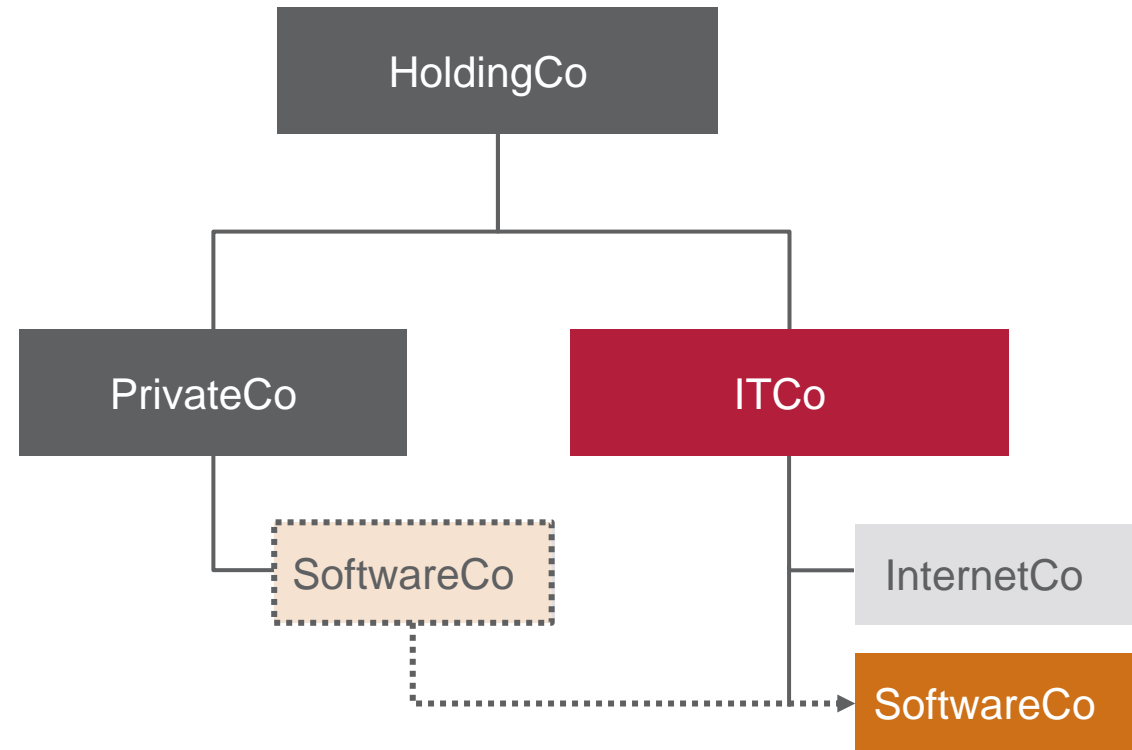 HoldingCo
PrivateCo
ITCo
SoftwareCo
InternetCo
SoftwareCo